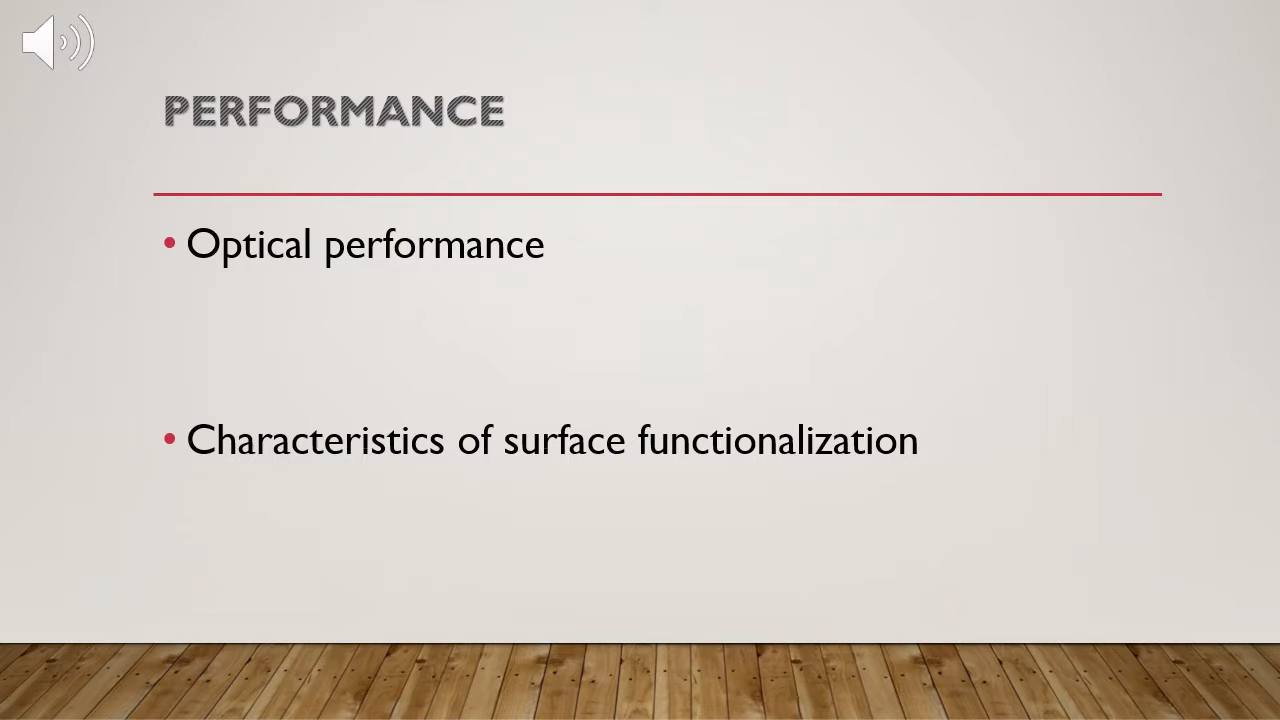 PERFORMANCE
• Optical performance
• Characteristics of surface functionalization